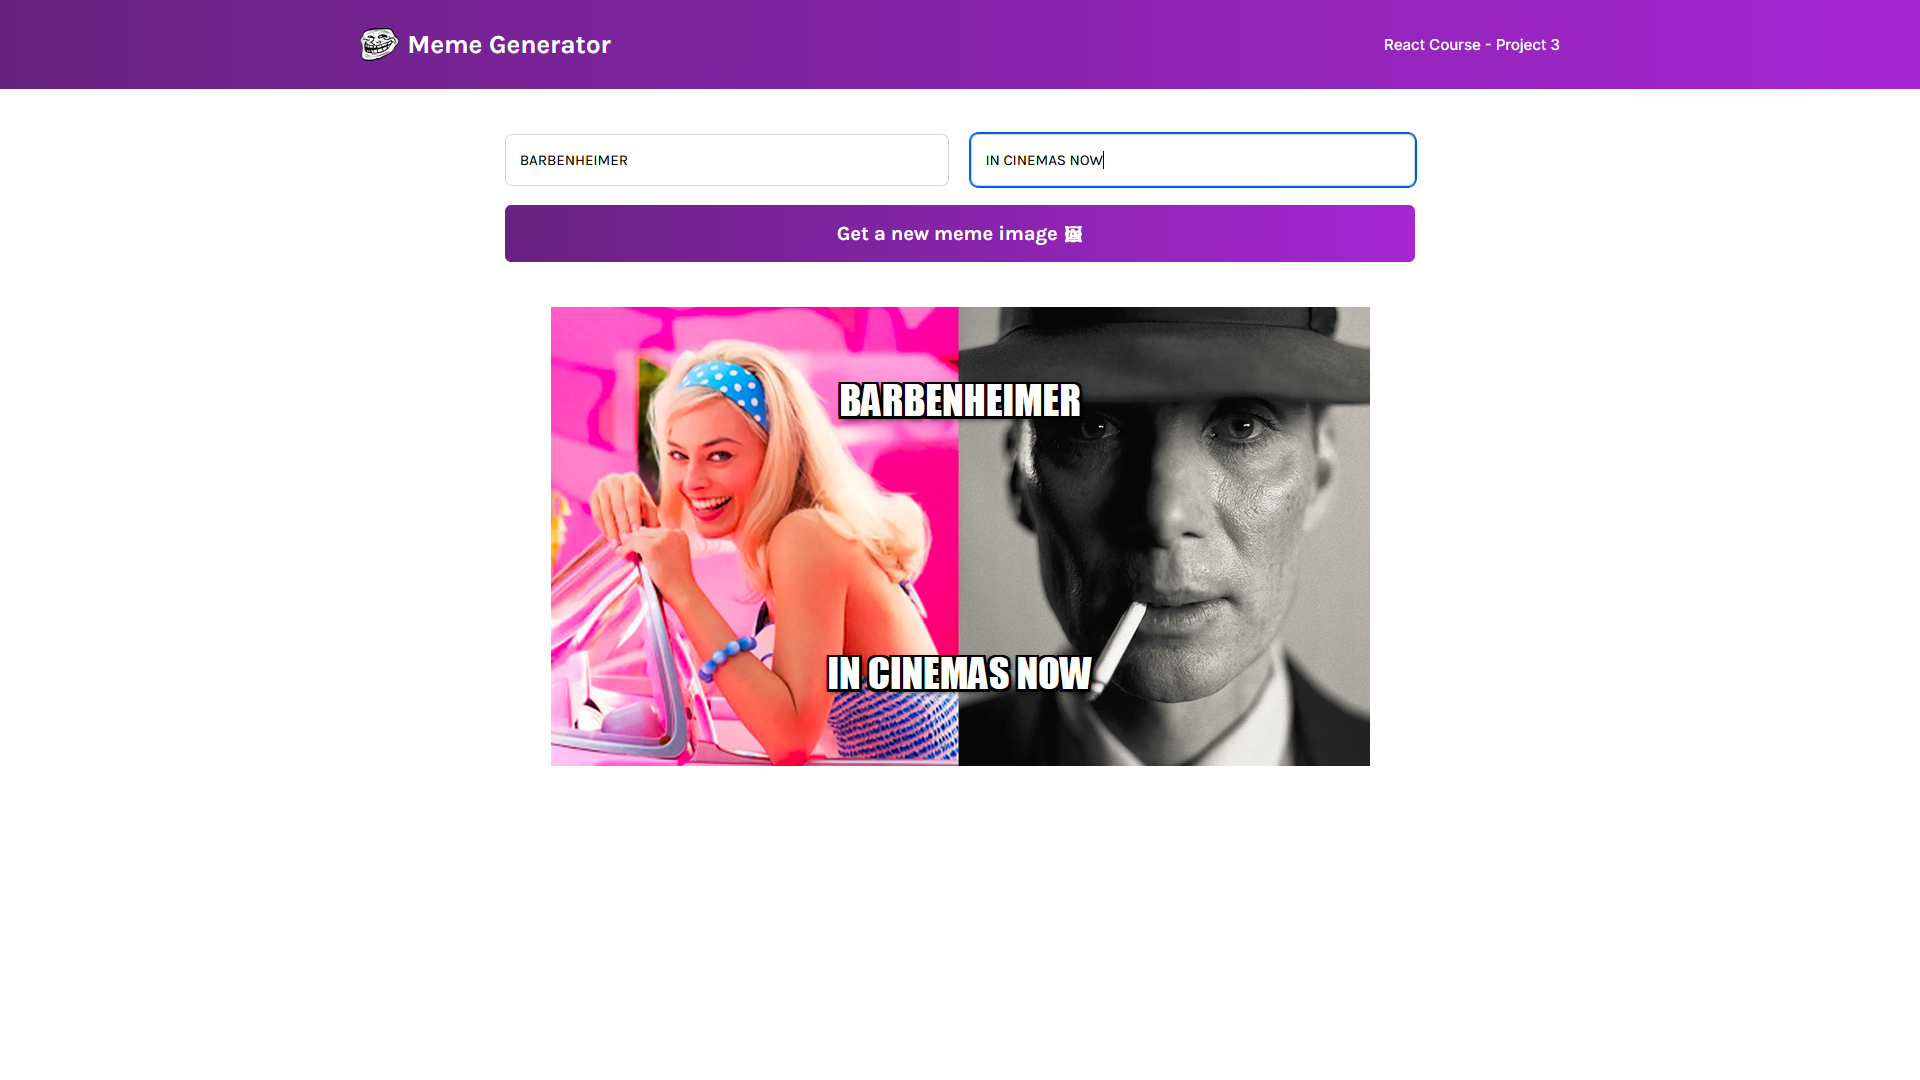 Meme Generator
React Course - Project 3
BARBENHEIMER
IN CINEMAS NOW
Get a new meme image 🖼
BARBENHEIMER
IN CINEMAS NOW